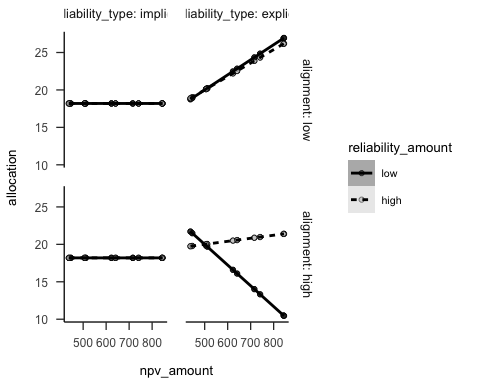 liability_type: impli
liability_type: expli
25
20
15
10
alignment: low
25
20
15
10
alignment: high
500 600 700 800
500 600 700 800
allocation
npv_amount
reliability_amount
low
high